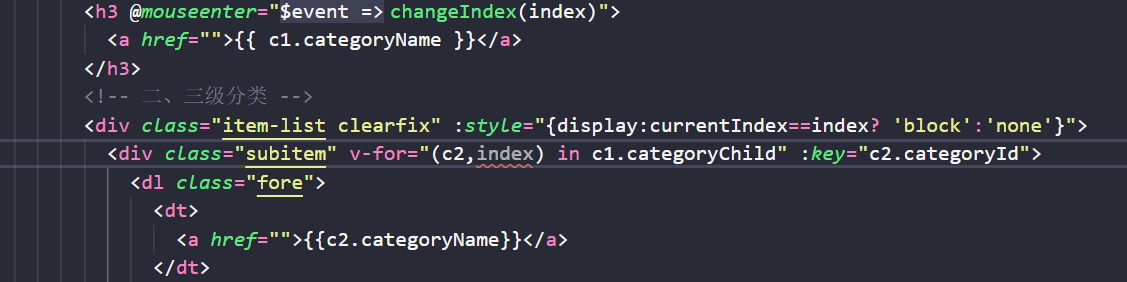 <h3 @mouseenter="$event => changeIndex(index)">
<a href="">{{ c1.categoryName }}</a>
</h3>
<!-- 二、三级分类 -->
<div class="item-list clearfix" :style="{display:currentIndex==index? 'block':'none'}">
<div class="subitem" v-for="(c2,index) in c1.categoryChild" :key="c2.categoryId">
<dl class="fore">
<dt>
<a href="">{{c2.categoryName}}</a>
</dt>